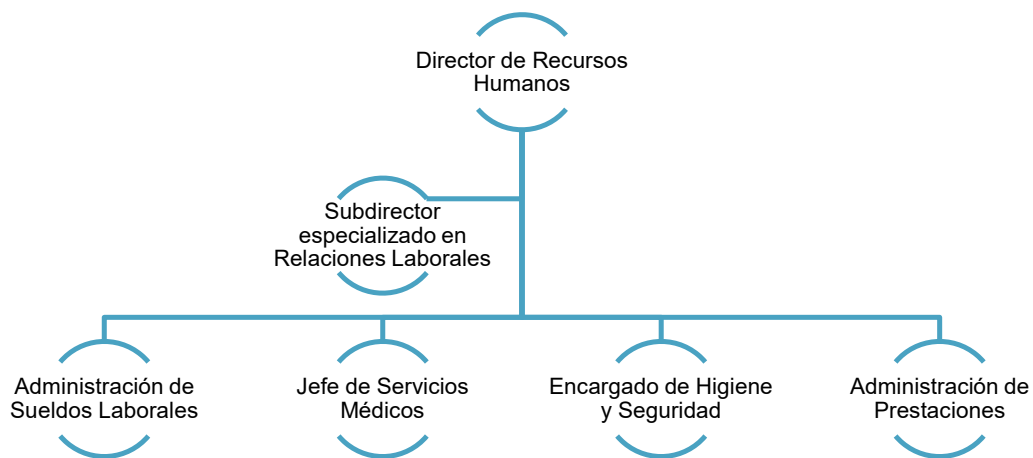 Director de Recursos
Humanos
Subdirector
especializado en
Relaciones Laborales
Administración de
Sueldos Laborales
Jefe de Servicios
Médicos
Encargado de Higiene
y Seguridad
Administración de
Prestaciones